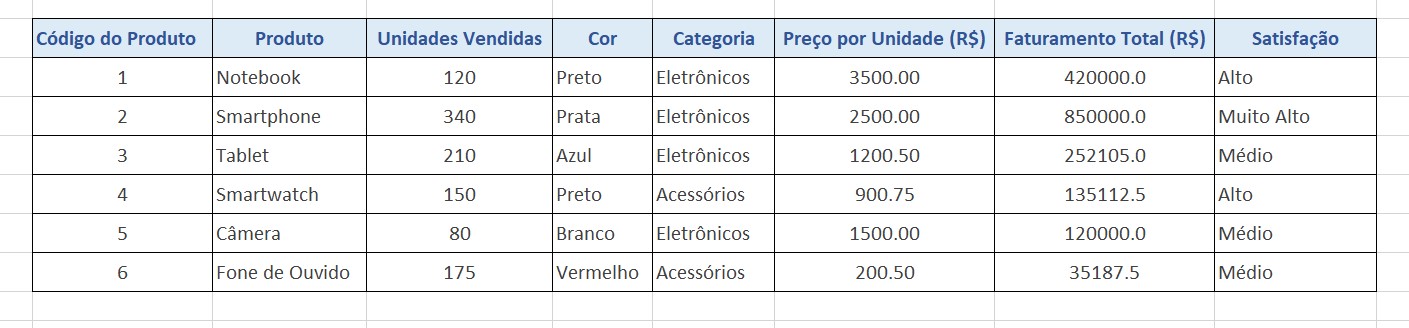 Código do Produto Produto Unidades Vendidas Cor Categoria Preço por Unidade (R$) Faturamento Total (R$) Satisfação
1 Notebook 120 Preto Eletrônicos 3500.00 420000.0 Alto
2 Smartphone 340 Prata Eletrônicos 2500.00 850000.0 Muito Alto
3 Tablet 210 Azul Eletrônicos 1200.50 252105.0 Médio
4 Smartwatch 150 Preto Acessórios 900.75 135112.5 Alto
5 Câmera 80 Branco Eletrônicos 1500.00 120000.0 Médio
6 Fone de Ouvido 175 Vermelho Acessórios 200.50 35187.5 Médio